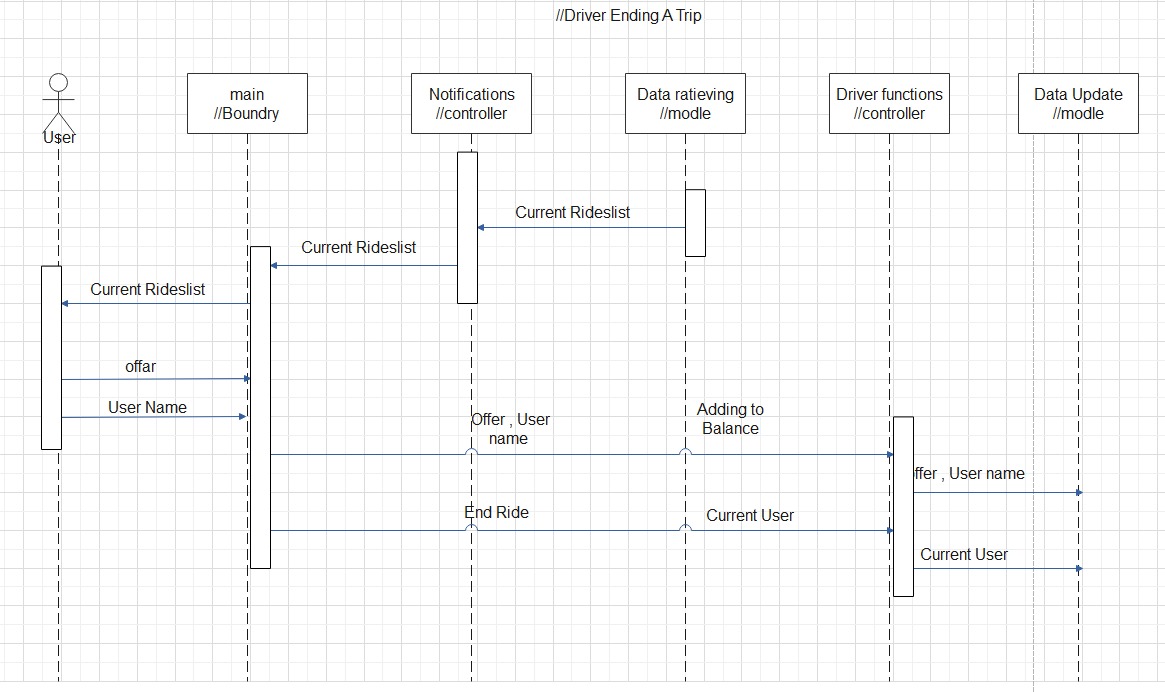 //Driver Ending A Trip
User
main
//Boundry
Notifications
//controller
Data ratieving
//modle
Driver functions
//controller
Data Update
//modle
Current Rideslist
Current Rideslist
Current Rideslist
offar
User Name
Offer , User
name
Adding to
Balance
ffer , User name
End Ride
Current User
Current User